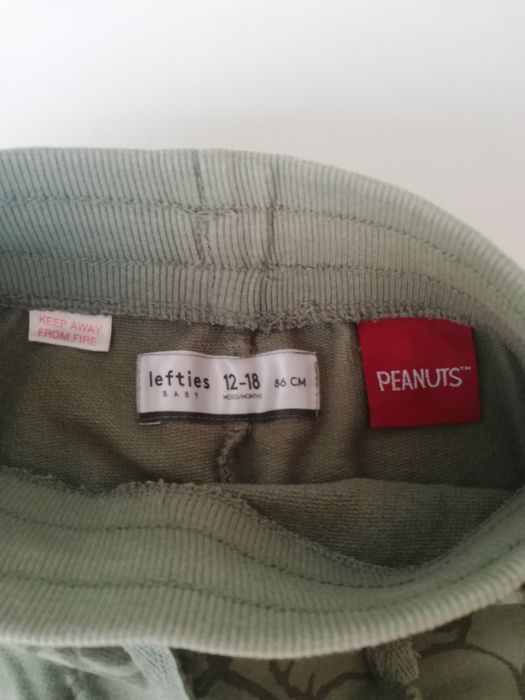 KEEP AWAY
FROM FIRE
lefties
BABY
12-18
MESES/MONTHS
86 CM
PEANUTS™